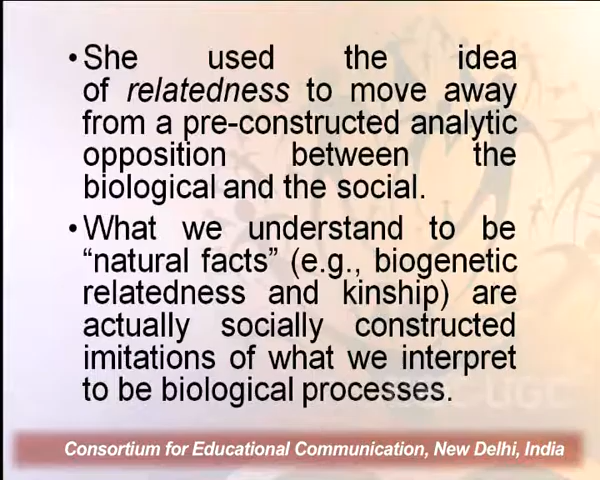 • She used the idea
of relatedness to move away
from a pre-constructed analytic
opposition between the
biological and the social.
• What we understand to be
“natural facts” (e.g., biogenetic
relatedness and kinship) are
actually socially constructed
imitations of what we interpret
to be biological processes.
UGC
Consortium for Educational Communication, New Delhi, India